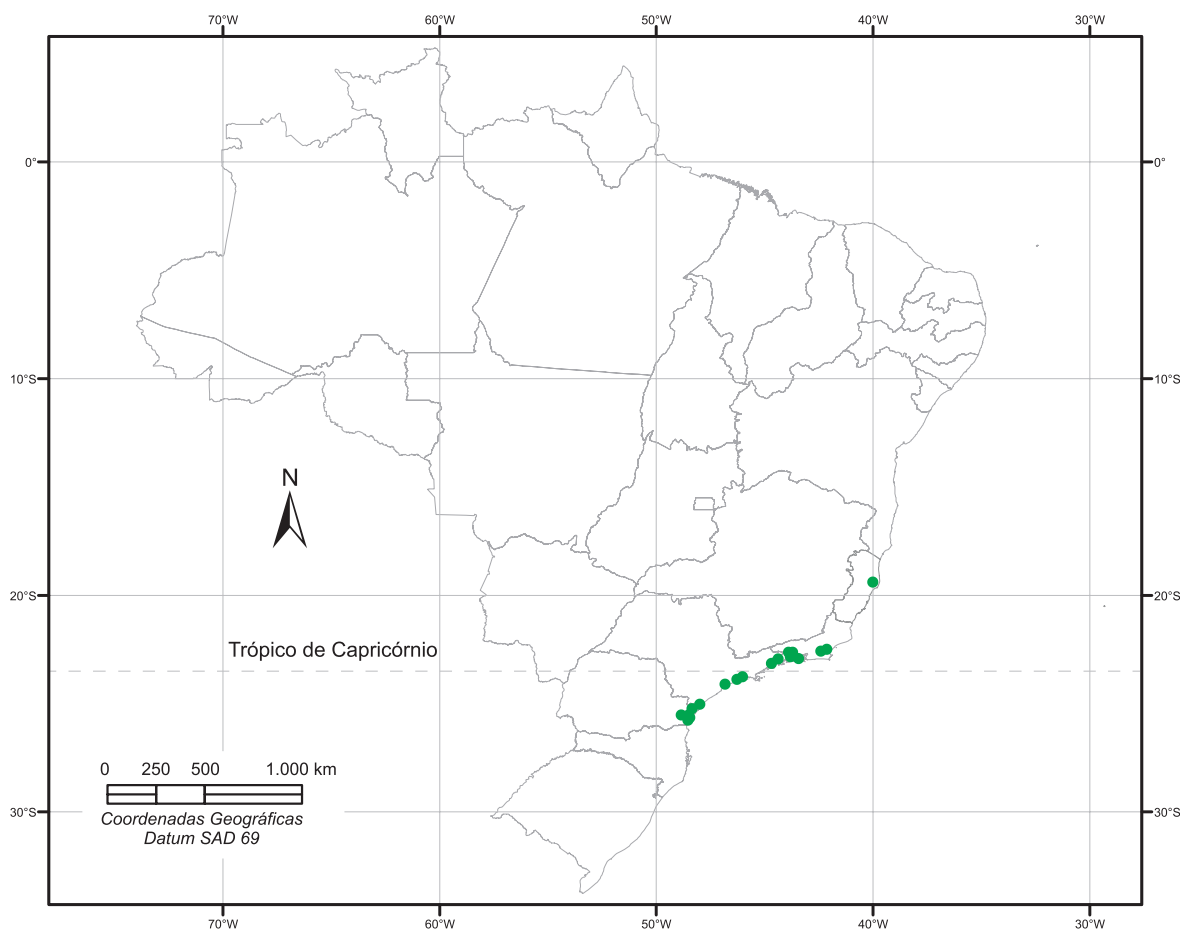 70°W 60°W 50°W 40°W 30°W
0° 0°
10°S 10°S
N
20°S 20°S
Trópico de Capricórnio
0 250 500 1.000 km
30°S 30°S
Coordenadas Geográficas
Datum SAD 69
70°W 60°W 50°W 40°W 30°W